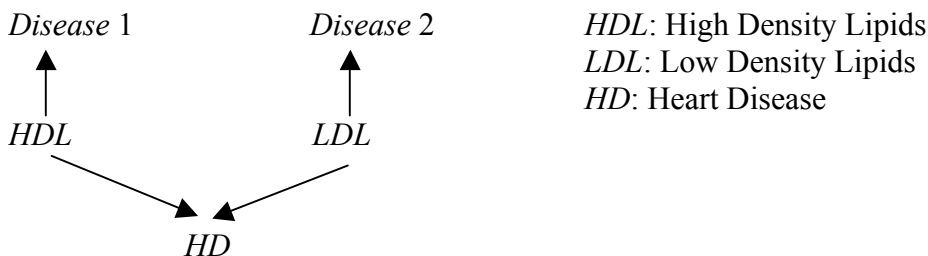 Disease 1 Disease 2 HDL: High Density Lipids
LDL: Low Density Lipids
HD: Heart Disease
HDL LDL
HD